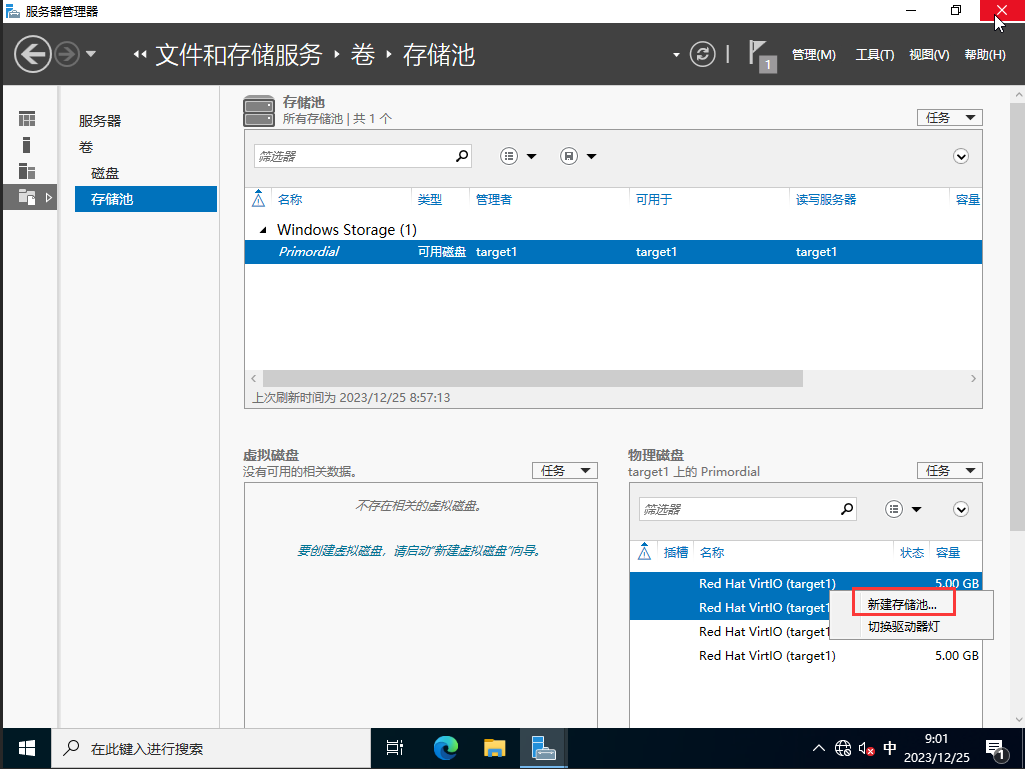 服务器管理器
文件和存储服务 卷 存储池
1 管理(M) 工具(T) 视图(V) 帮助(H)
服务器
卷
磁盘
存储池
存储池
所有存储池 | 共 1 个
任务
筛选器
名称 类型 管理者 可用于 读写服务器 容量
Windows Storage (1)
Primordial 可用磁盘 target1 target1 target1
上次刷新时间为 2023/12/25 8:57:13
虚拟磁盘
没有可用的相关数据。
任务
不存在相关的虚拟磁盘。
要创建虚拟磁盘，请启动"新建虚拟磁盘"向导。
物理磁盘
target1 上的 Primordial
任务
筛选器
插槽 名称 状态 容量
Red Hat VirtIO (target1) 5.00 GB
Red Hat VirtIO (target1
Red Hat VirtIO (target1)
Red Hat VirtIO (target1) 5.00 GB
新建存储池...
切换驱动器灯
在此键入进行搜索
中
9:01
2023/12/25
1